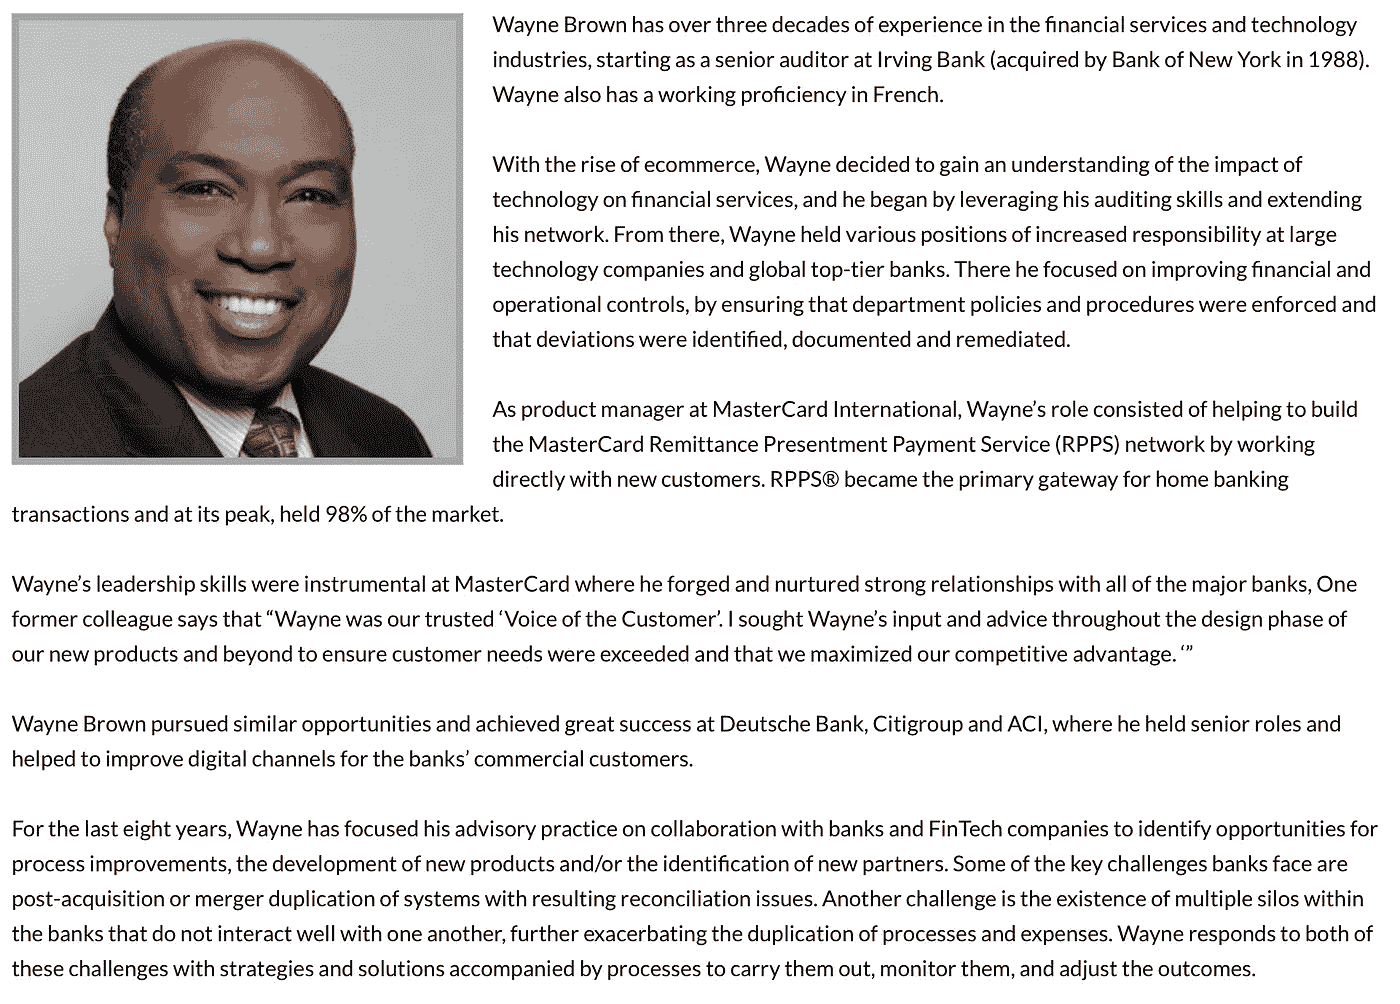 Wayne Brown has over three decades of experience in the financial services and technology
industries, starting as a senior auditor at Irving Bank (acquired by Bank of New York in 1988).
Wayne also has a working proficiency in French.
With the rise of ecommerce, Wayne decided to gain an understanding of the impact of
technology on financial services, and he began by leveraging his auditing skills and extending
his network. From there, Wayne held various positions of increased responsibility at large
technology companies and global top-tier banks. There he focused on improving financial and
operational controls, by ensuring that department policies and procedures were enforced and
that deviations were identified, documented and remediated.
As product manager at MasterCard International, Wayne’s role consisted of helping to build
the MasterCard Remittance Presentment Payment Service (RPPS) network by working
directly with new customers. RPPS® became the primary gateway for home banking
transactions and at its peak, held 98% of the market.
Wayne’s leadership skills were instrumental at MasterCard where he forged and nurtured strong relationships with all of the major banks, One
former colleague says that “Wayne was our trusted ‘Voice of the Customer’. I sought Wayne’s input and advice throughout the design phase of
our new products and beyond to ensure customer needs were exceeded and that we maximized our competitive advantage. ‘”
Wayne Brown pursued similar opportunities and achieved great success at Deutsche Bank, Citigroup and ACI, where he held senior roles and
helped to improve digital channels for the banks’ commercial customers.
For the last eight years, Wayne has focused his advisory practice on collaboration with banks and FinTech companies to identify opportunities for
process improvements, the development of new products and/or the identification of new partners. Some of the key challenges banks face are
post-acquisition or merger duplication of systems with resulting reconciliation issues. Another challenge is the existence of multiple silos within
the banks that do not interact well with one another, further exacerbating the duplication of processes and expenses. Wayne responds to both of
these challenges with strategies and solutions accompanied by processes to carry them out, monitor them, and adjust the outcomes.